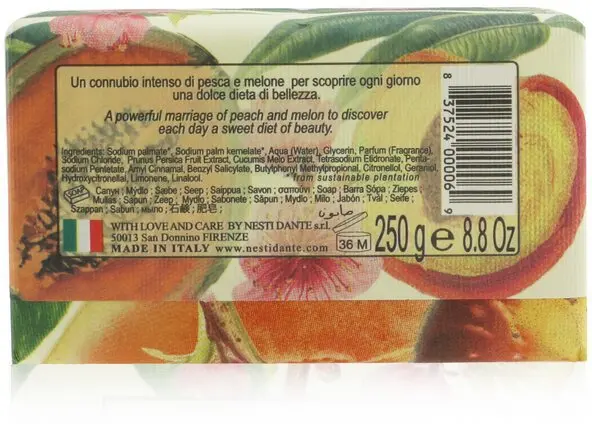 Un connubio intenso di pesca e melone per scoprire ogni giorno
una dolce dieta di bellezza.
A powerful marriage of peach and melon to discover
each day a sweet diet of beauty.
Ingredients: Sodium palmate*, Sodium palm kernelate*, Aqua (Water), Glycerin, Parfum (Fragrance),
Sodium Chloride, Prunus Persica Fruit Extract, Cucumis Melo Extract, Tetrasodium Etidronate, Penta-
sodium Pentetate, Amyl Cinnamal, Benzyl Salicylate, Butylphenyl Methylpropional, Citronellol, Geraniol,
Hydroxycitronellal, Limonene, Linalool.
*from sustainable plantation
SOAP
Сапун : Mýdlo : Sæbe : Seep : Saippua : Savon : σαπούνι : Soap : Barra Sópa : Ziepes :
Muilas : Sápun : Zeep : Mydło : Sabonete : Săpun : Mydlo : Milo : Jabón : Tvål : Seife :
Szappan : Sabun : мыло : 石鹸 : 肥皂 :
صابون
WITH LOVE AND CARE BY NESTI DANTE s.r.l.
50013 San Donnino FIRENZE
MADE IN ITALY www.nestidante.com
36 M
250 g e 8.8 Oz
8 37524 00006 9